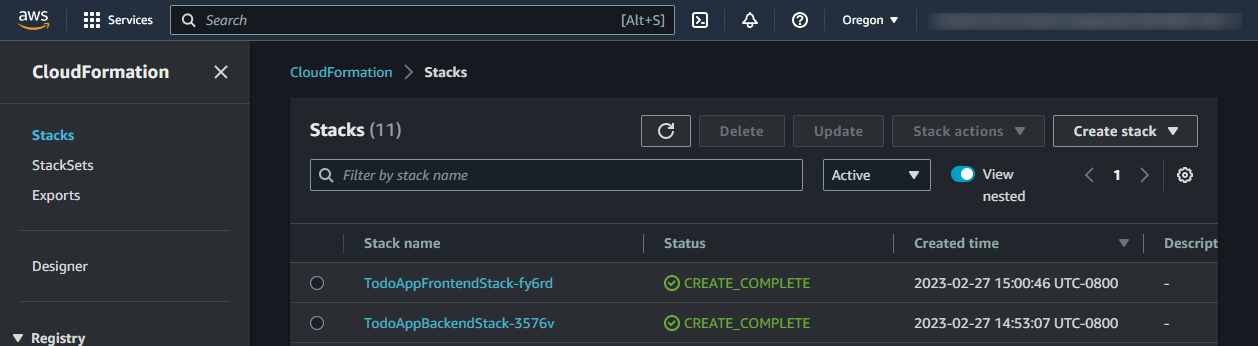 aws Services Search [Alt+S] Oregon
CloudFormation
CloudFormation Stacks
Stacks
StackSets
Exports
Designer
Registry
Stacks (11) Delete Update Stack actions Create stack
Filter by stack name Active View nested 1
Stack name Status Created time Descript
TodoAppFrontendStack-fy6rd CREATE_COMPLETE 2023-02-27 15:00:46 UTC-0800 -
TodoAppBackendStack-3576v CREATE_COMPLETE 2023-02-27 14:53:07 UTC-0800 -